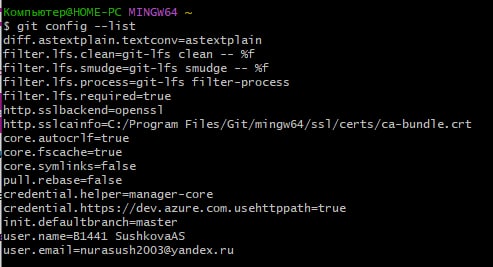 Компьютер@HOME-PC MINGW64 ~
$ git config --list
diff.astextplain.textconv=astextplain
filter.lfs.clean=git-lfs clean -- %f
filter.lfs.smudge=git-lfs smudge -- %f
filter.lfs.process=git-lfs filter-process
filter.lfs.required=true
http.sslbackend=openssl
http.sslcainfo=C:/Program Files/Git/mingw64/ssl/certs/ca-bundle.crt
core.autocrlf=true
core.fscache=true
core.symlinks=false
pull.rebase=false
credential.helper=manager-core
credential.https://dev.azure.com.usehttppath=true
init.defaultbranch=master
user.name=B1441 SushkovaAS
user.email=nurasush2003@yandex.ru